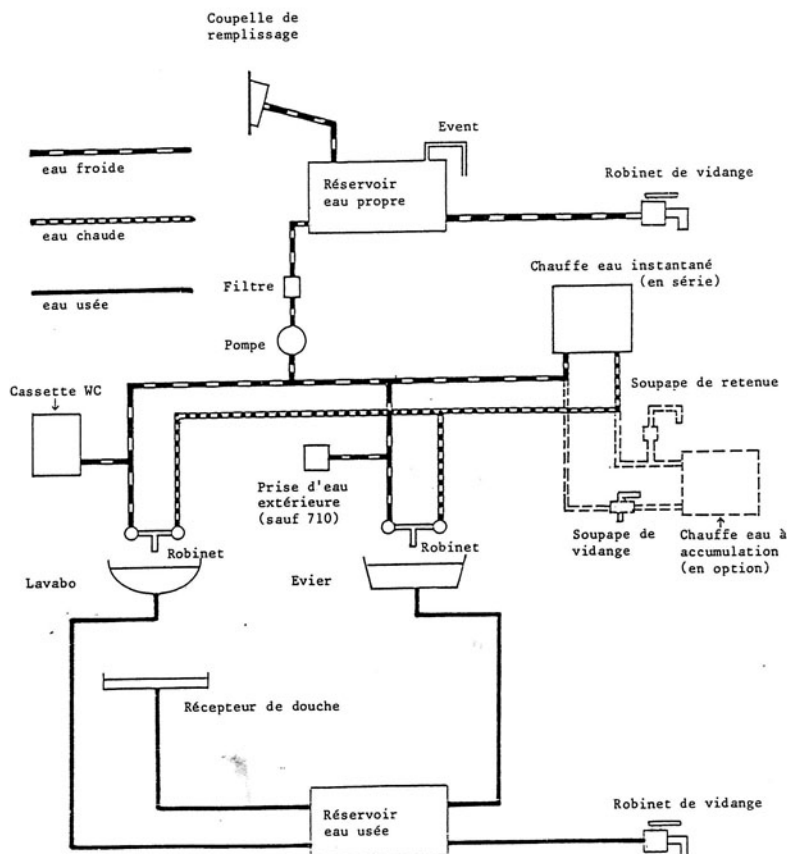 Coupelle de
remplissage
eau froide
eau chaude
eau usée
Event
Réservoir
eau propre
Robinet de vidange
Filtre
Pompe
Chauffe eau instantané
(en série)
Cassette WC
Soupape de retenue
Prise d'eau
extérieure
(sauf 710)
Robinet
Robinet
Soupape de
vidange
Chauffe eau à
accumulation
(en option)
Lavabo
Evier
Récepteur de douche
Réservoir
eau usée
Robinet de vidange